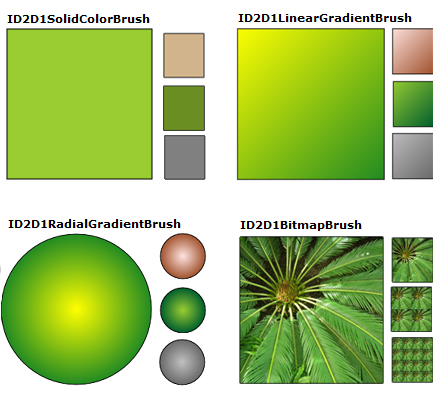 ID2D1SolidColorBrush
ID2D1LinearGradientBrush
ID2D1RadialGradientBrush
ID2D1BitmapBrush